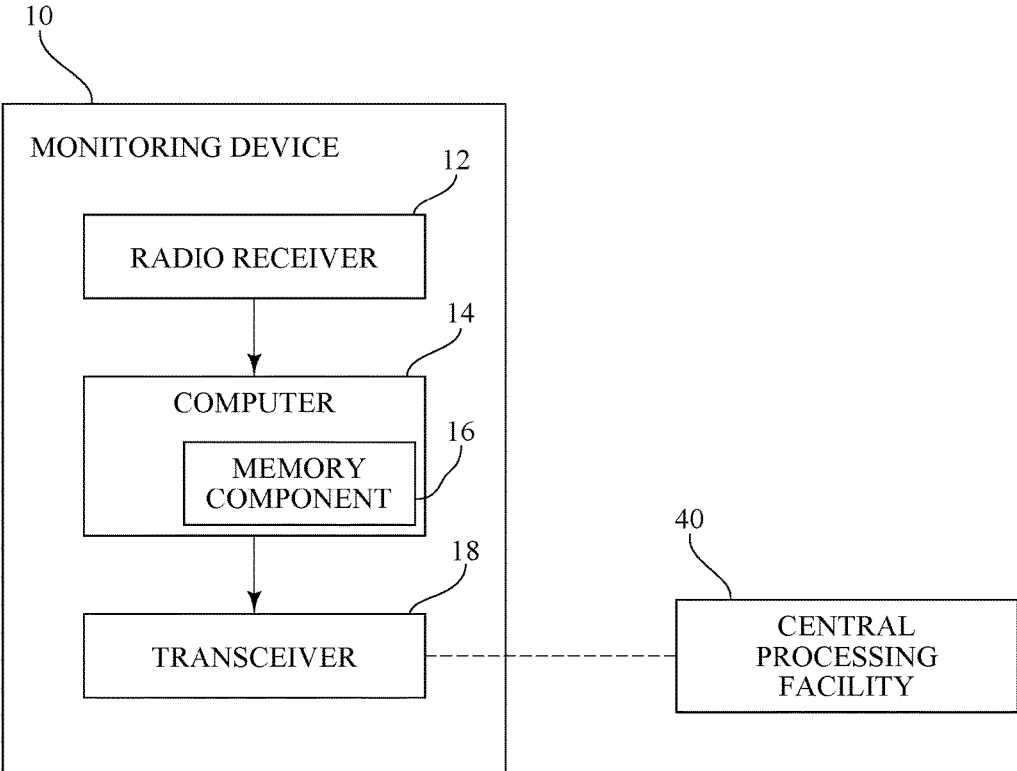 10
MONITORING DEVICE
12
RADIO RECEIVER
14
COMPUTER
16
MEMORY
COMPONENT
18
TRANSCEIVER
40
CENTRAL
PROCESSING
FACILITY